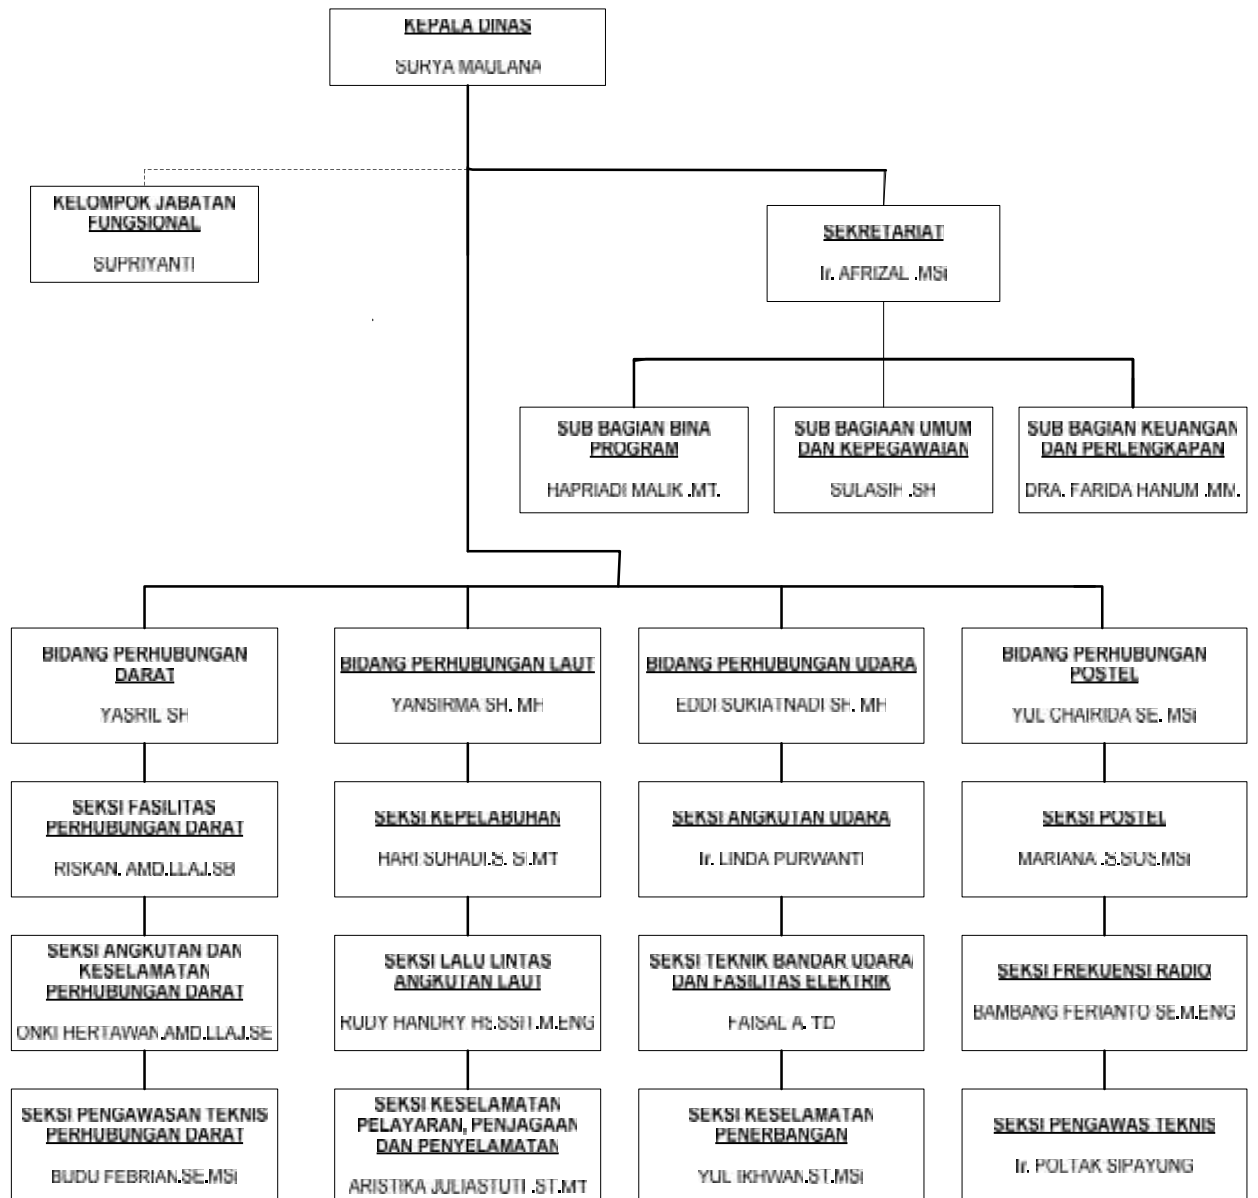 KEPALA DINAS
SURYA MAULANA
KELOMPOK JABATAN
FUNGSIONAL
SUPRIYANTI
SEKRETARIAT
Ir. AFRIZAL .MSi
SUB BAGIAN BINA
PROGRAM
HAPRIADI MALIK .MT.
SUB BAGIAAN UMUM
DAN KEPEGAWAIAN
SULASIH .SH
SUB BAGIAN KEUANGAN
DAN PERLENGKAPAN
DRA. FARIDA HANUM .MM.
BIDANG PERHUBUNGAN
DARAT
YASRIL SH
BIDANG PERHUBUNGAN LAUT
YANSIRMA SH. MH
BIDANG PERHUBUNGAN UDARA
EDDI SUKIATNADI SH. MH
BIDANG PERHUBUNGAN
POSTEL
YUL CHAIRIDA SE. MSi
SEKSI FASILITAS
PERHUBUNGAN DARAT
RISKAN. AMD.LLAJ.SB
SEKSI KEPELABUHAN
HARI SUHADI.S. SI.MT
SEKSI ANGKUTAN UDARA
Ir. LINDA PURWANTI
SEKSI POSTEL
MARIANA .S.SOS.MSi
SEKSI ANGKUTAN DAN
KESELAMATAN
PERHUBUNGAN DARAT
ONKI HERTAWAN.AMD.LLAJ.SE
SEKSI LALU LINTAS
ANGKUTAN LAUT
RUDY HANDRY HS.SSIT.M.ENG
SEKSI TEKNIK BANDAR UDARA
DAN FASILITAS ELEKTRIK
FAISAL A. TD
SEKSI FREKUENSI RADIO
BAMBANG FERIANTO SE.M.ENG
SEKSI PENGAWASAN TEKNIS
PERHUBUNGAN DARAT
BUDU FEBRIAN.SE.MSi
SEKSI KESELAMATAN
PELAYARAN, PENJAGAAN
DAN PENYELAMATAN
ARISTIKA JULIASTUTI .ST.MT
SEKSI KESELAMATAN
PENERBANGAN
YUL IKHWAN.ST.MSi
SEKSI PENGAWAS TEKNIS
Ir. POLTAK SIPAYUNG